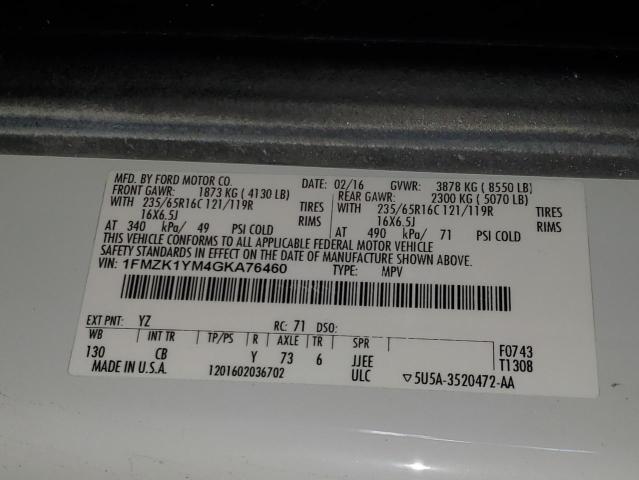 MFD. BY FORD MOTOR CO. DATE: 02/16 GVWR: 3878 KG ( 8550 LB)
FRONT GAWR: 1873 KG ( 4130 LB) REAR GAWR: 2300 KG ( 5070 LB)
WITH 235/65R16C 121/119R TIRES WITH 235/65R16C 121/119R TIRES
16X6.5J RIMS 16X6.5J RIMS
AT 340 kPa/ 49 PSI COLD AT 490 kPa/ 71 PSI COLD
THIS VEHICLE CONFORMS TO ALL APPLICABLE FEDERAL MOTOR VEHICLE
SAFETY STANDARDS IN EFFECT ON THE DATE OF MANUFACTURE SHOWN ABOVE.
VIN: 1FMZK1YM4GKA76460 TYPE: MPV
EXT PNT: YZ RC: 71 DSO:
WB INT TR TP/PS R AXLE TR SPR F0743
130 CB Y 73 6 JJEE T1308
MADE IN U.S.A. 1201602036702 ULC ▽5U5A-3520472-AA